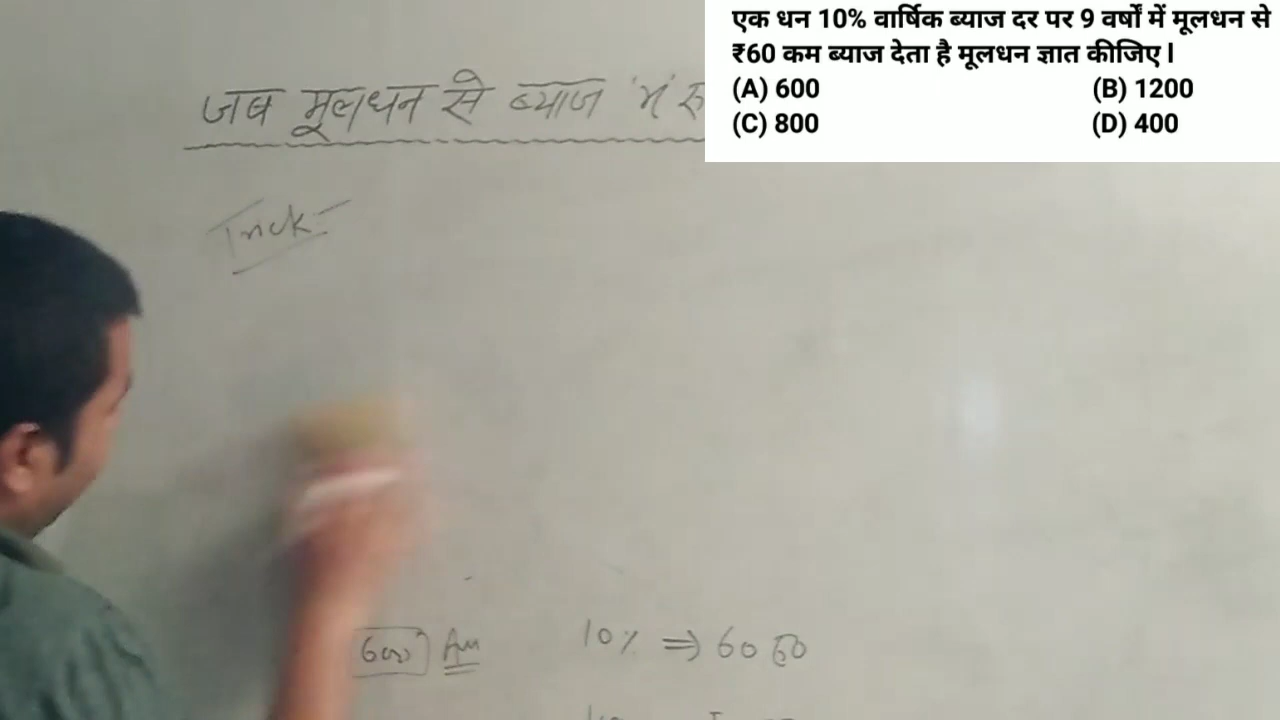 एक धन 10% वार्षिक ब्याज दर पर 9 वर्षों में मूलधन से
₹60 कम ब्याज देता है मूलधन ज्ञात कीजिए।
(A) 600 (B) 1200
(C) 800 (D) 400
जब मूलधन से ब्याज
Trick-
600 Ans 10% ⇒ 60